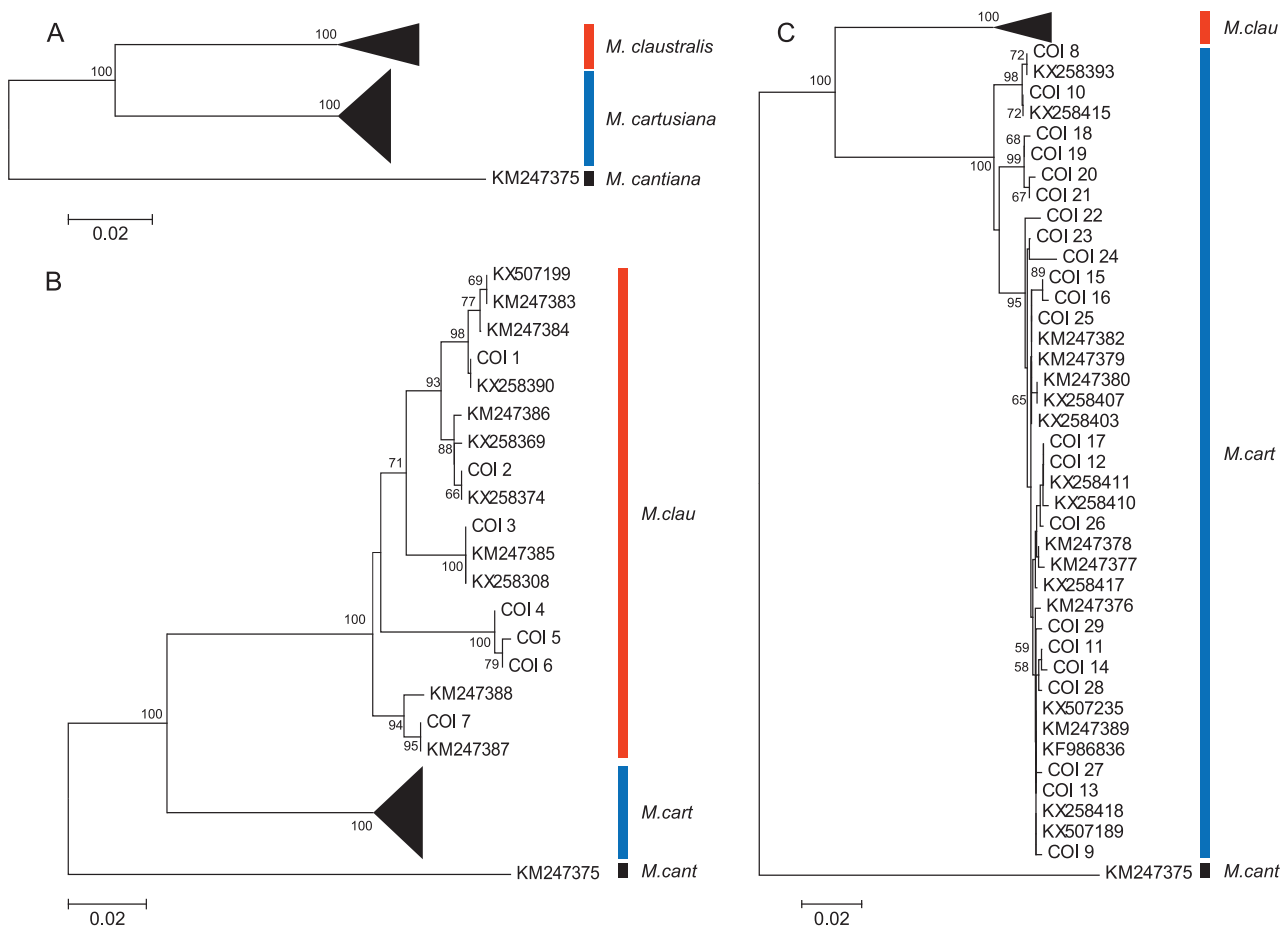 A
100
M. claustralis
100
100
M. cartusiana
KM247375
M. cantiana
0.02
B
69
KX507199
KM247383
77
KM247384
98
COI 1
KX258390
93
KM247386
KX258369
88
COI 2
66
KX258374
71
COI 3
KM247385
100
KX258308
M.clau
COI 4
100
COI 5
79
COI 6
100
KM247388
94
COI 7
95
KM247387
100
M.cart
100
KM247375
M.cant
0.02
C
100
M.clau
100
72
COI 8
KX258393
98
COI 10
72
KX258415
68
COI 18
99
COI 19
100
COI 20
67
COI 21
COI 22
COI 23
COI 24
89
COI 15
95
COI 16
COI 25
KM247382
KM247379
KM247380
65
KX258407
KX258403
COI 17
M.cart
COI 12
KX258411
KX258410
COI 26
KM247378
KM247377
KX258417
KM247376
COI 29
59
COI 11
58
COI 14
COI 28
KX507235
KM247389
KF986836
COI 27
COI 13
KX258418
KX507189
COI 9
KM247375
M.cant
0.02